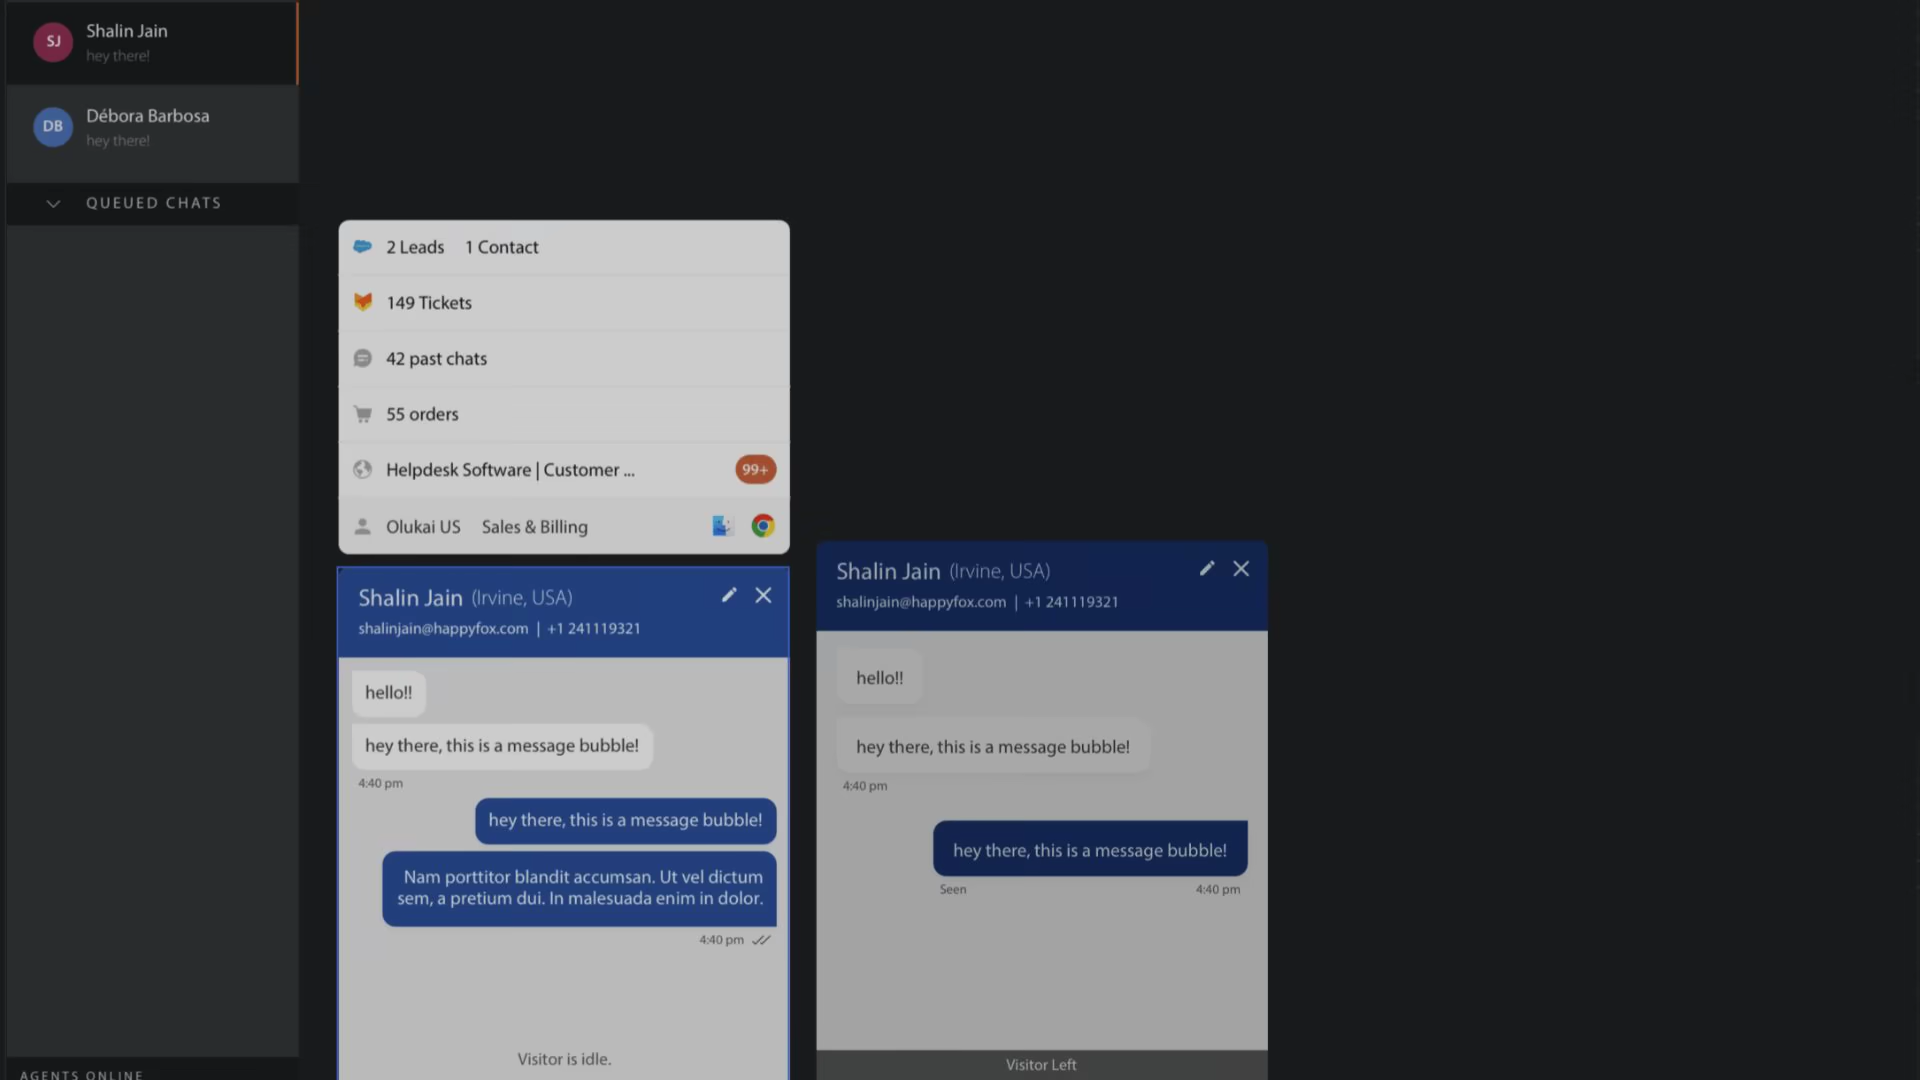 SJ
Shalin Jain
hey there!
DB
Débora Barbosa
hey there!
QUEUED CHATS
AGENTS ONLINE
2 Leads 1 Contact
149 Tickets
42 past chats
55 orders
Helpdesk Software | Customer ... 99+
Olukai US Sales & Billing
Shalin Jain (Irvine, USA)
shalinjain@happyfox.com | +1 241119321
hello!!
hey there, this is a message bubble!
4:40 pm
hey there, this is a message bubble!
Nam porttitor blandit accumsan. Ut vel dictum
sem, a pretium dui. In malesuada enim in dolor.
4:40 pm
Visitor is idle.
Shalin Jain (Irvine, USA)
shalinjain@happyfox.com | +1 241119321
hello!!
hey there, this is a message bubble!
4:40 pm
hey there, this is a message bubble!
Seen 4:40 pm
Visitor Left